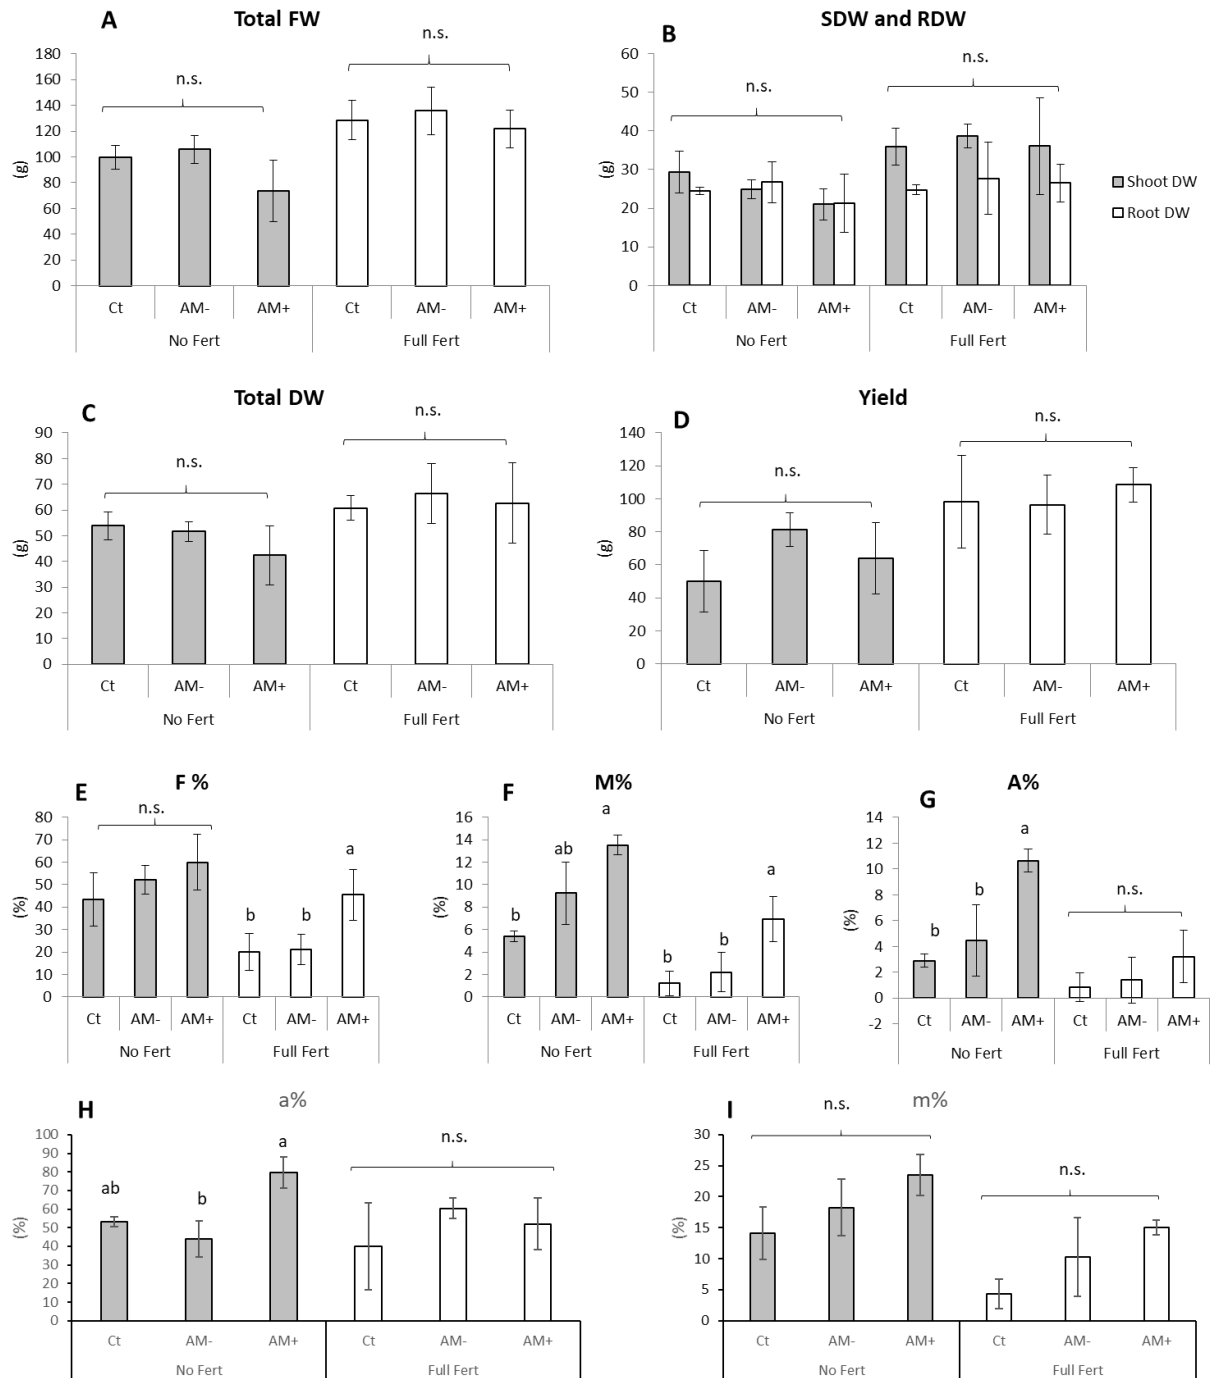 A
Total FW
n.s.
n.s.
180
160
140
120
100
80
60
40
20
0
(g)
Ct
AM-
AM+
Ct
AM-
AM+
No Fert
Full Fert
B
SDW and RDW
n.s.
n.s.
60
50
40
30
20
10
0
(g)
Shoot DW
Root DW
Ct
AM-
AM+
Ct
AM-
AM+
No Fert
Full Fert
C
Total DW
n.s.
n.s.
90
80
70
60
50
40
30
20
10
0
(g)
Ct
AM-
AM+
Ct
AM-
AM+
No Fert
Full Fert
D
Yield
n.s.
n.s.
140
120
100
80
60
40
20
0
(g)
Ct
AM-
AM+
Ct
AM-
AM+
No Fert
Full Fert
E
F %
n.s.
b
b
a
80
70
60
50
40
30
20
10
0
(%)
Ct
AM-
AM+
Ct
AM-
AM+
No Fert
Full Fert
F
M%
b
ab
a
b
b
a
16
14
12
10
8
6
4
2
0
(%)
Ct
AM-
AM+
Ct
AM-
AM+
No Fert
Full Fert
G
A%
b
b
a
n.s.
14
12
10
8
6
4
2
0
-2
(%)
Ct
AM-
AM+
Ct
AM-
AM+
No Fert
Full Fert
H
a%
ab
b
a
n.s.
100
90
80
70
60
50
40
30
20
10
0
(%)
Ct
AM-
AM+
Ct
AM-
AM+
No Fert
Full Fert
I
m%
n.s.
n.s.
30
25
20
15
10
5
0
(%)
Ct
AM-
AM+
Ct
AM-
AM+
No Fert
Full Fert